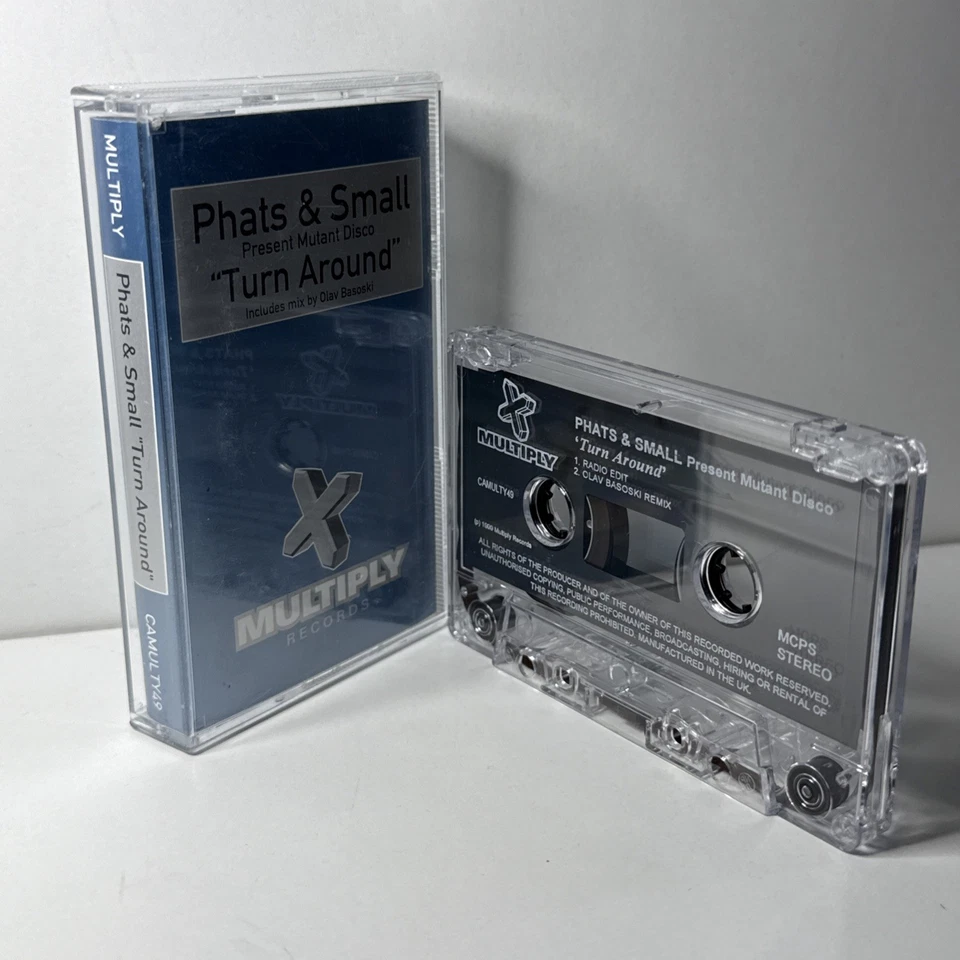 MULTIPLY
Phats & Small "Turn Around"
CAMULTY49
Phats & Small
Present Mutant Disco
"Turn Around"
Includes mix by Olav Basoski
MULTIPLY
RECORDS
MULTIPLY
PHATS & SMALL Present Mutant Disco
'Turn Around'
1. RADIO EDIT
2. OLAV BASOSKI REMIX
CAMULTY49
(p) 1999 Multiply Records
ALL RIGHTS OF THE PRODUCER AND OF THE OWNER OF THIS RECORDED WORK RESERVED.
UNAUTHORISED COPYING, PUBLIC PERFORMANCE, BROADCASTING, HIRING OR RENTAL OF
THIS RECORDING PROHIBITED. MANUFACTURED IN THE UK.
MCPS
STEREO